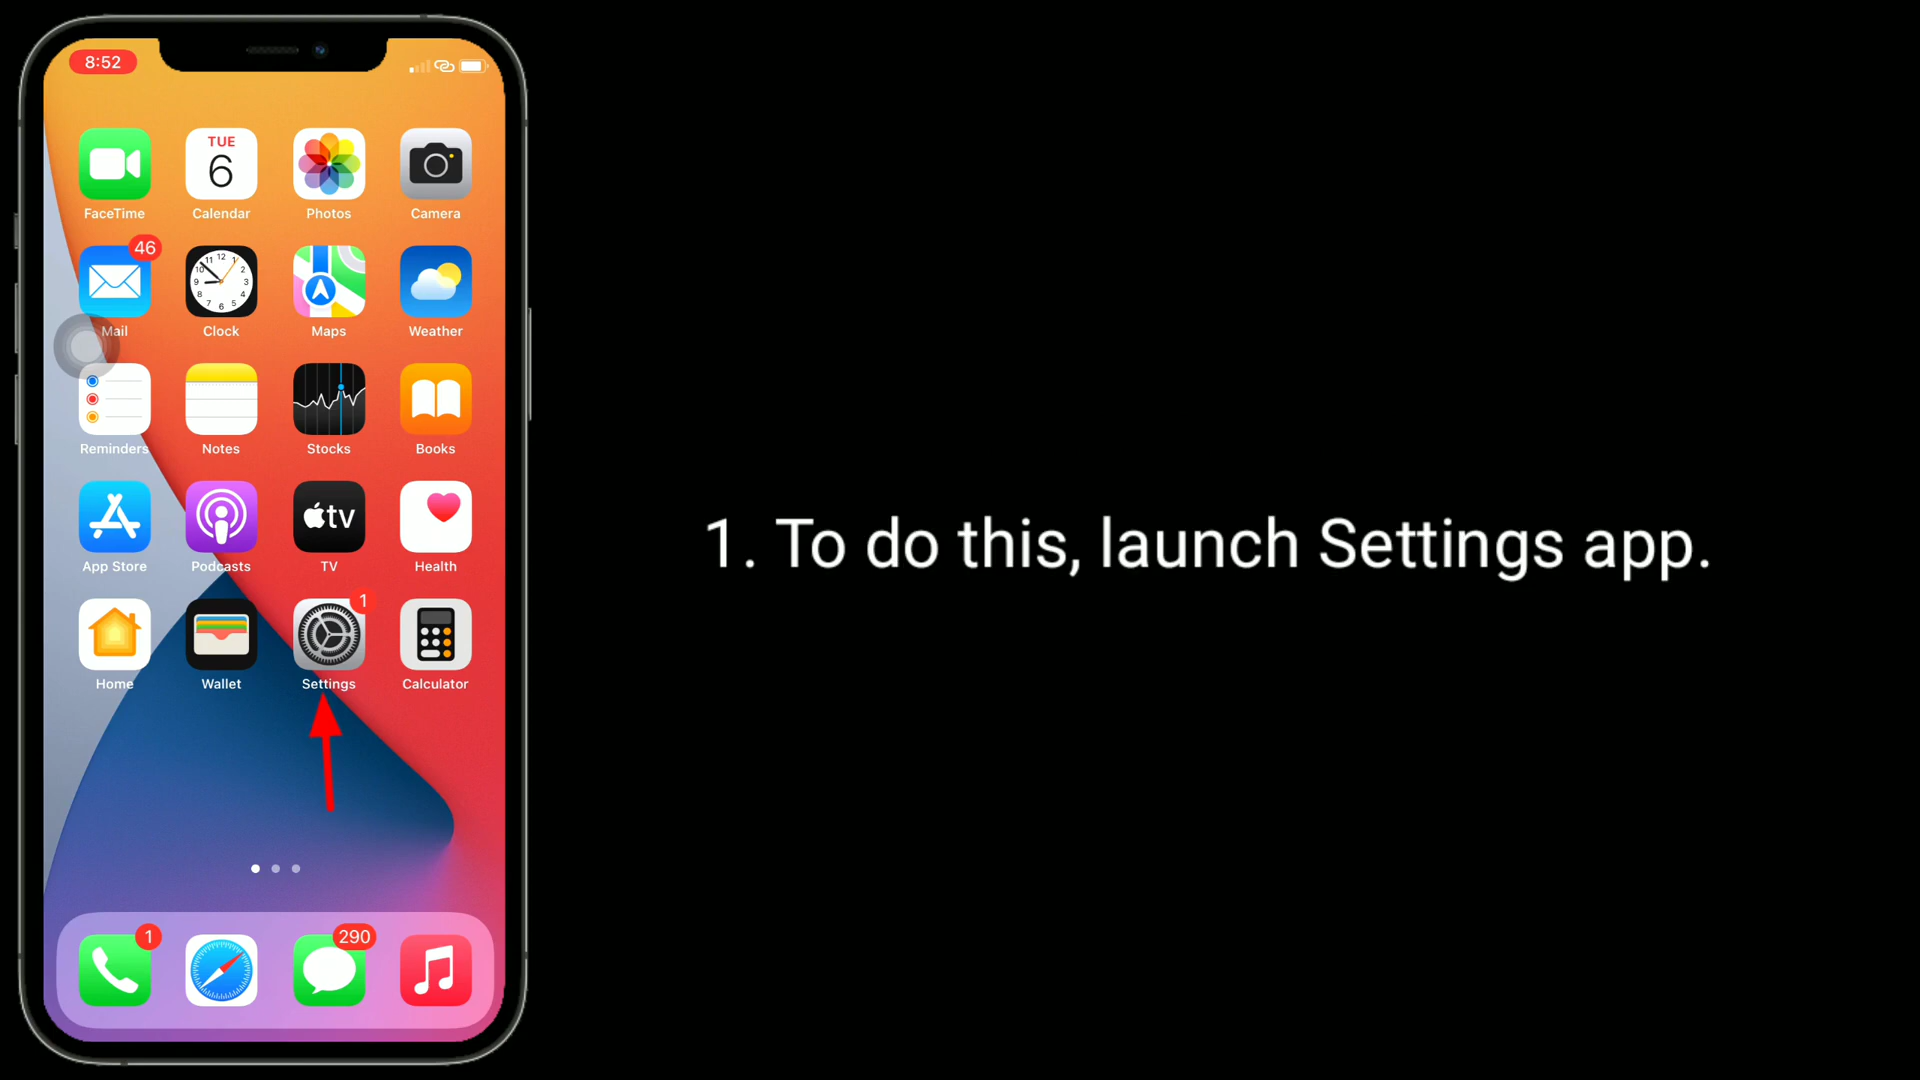 8:52
TUE
6
FaceTime
Calendar
Photos
Camera
46
Mail
Clock
Maps
Weather
Reminders
Notes
Stocks
Books
tv
App Store
Podcasts
TV
Health
1
Home
Wallet
Settings
Calculator
1
290
1. To do this, launch Settings app.